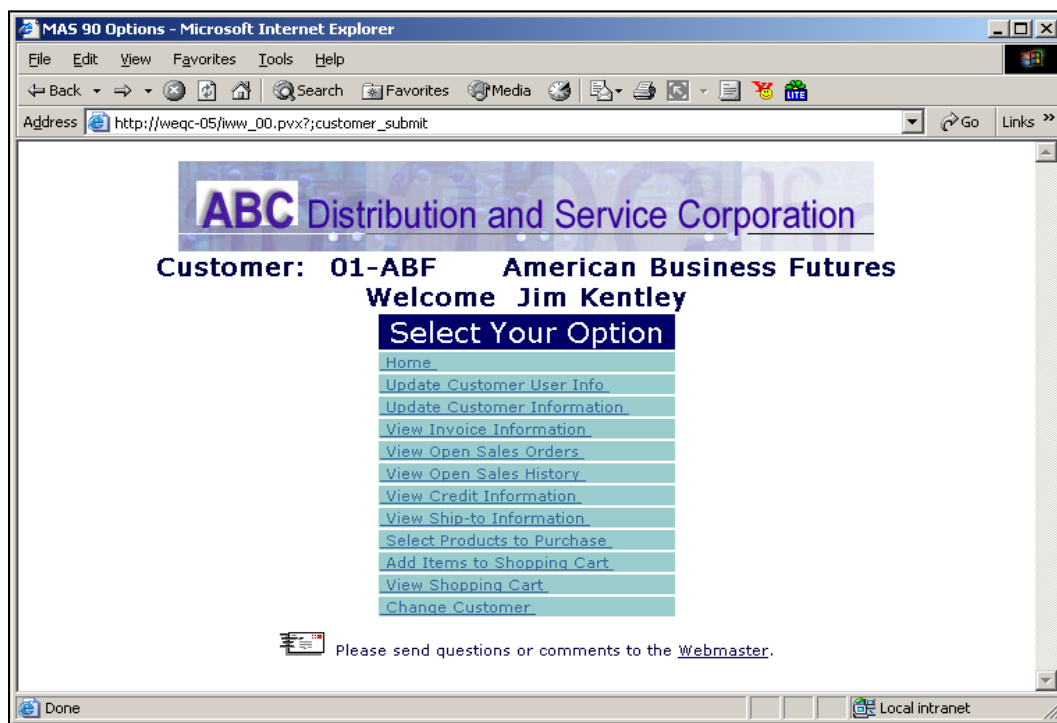 MAS 90 Options - Microsoft Internet Explorer
File Edit View Favorites Tools Help
Back Search Favorites Media LITE
Address http://weqc-05/iww_00.pvx?;customer_submit Go Links »
ABC Distribution and Service Corporation
Customer: 01-ABF American Business Futures
Welcome Jim Kentley
Select Your Option
Home
Update Customer User Info
Update Customer Information
View Invoice Information
View Open Sales Orders
View Open Sales History
View Credit Information
View Ship-to Information
Select Products to Purchase
Add Items to Shopping Cart
View Shopping Cart
Change Customer
Please send questions or comments to the Webmaster.
Done Local intranet